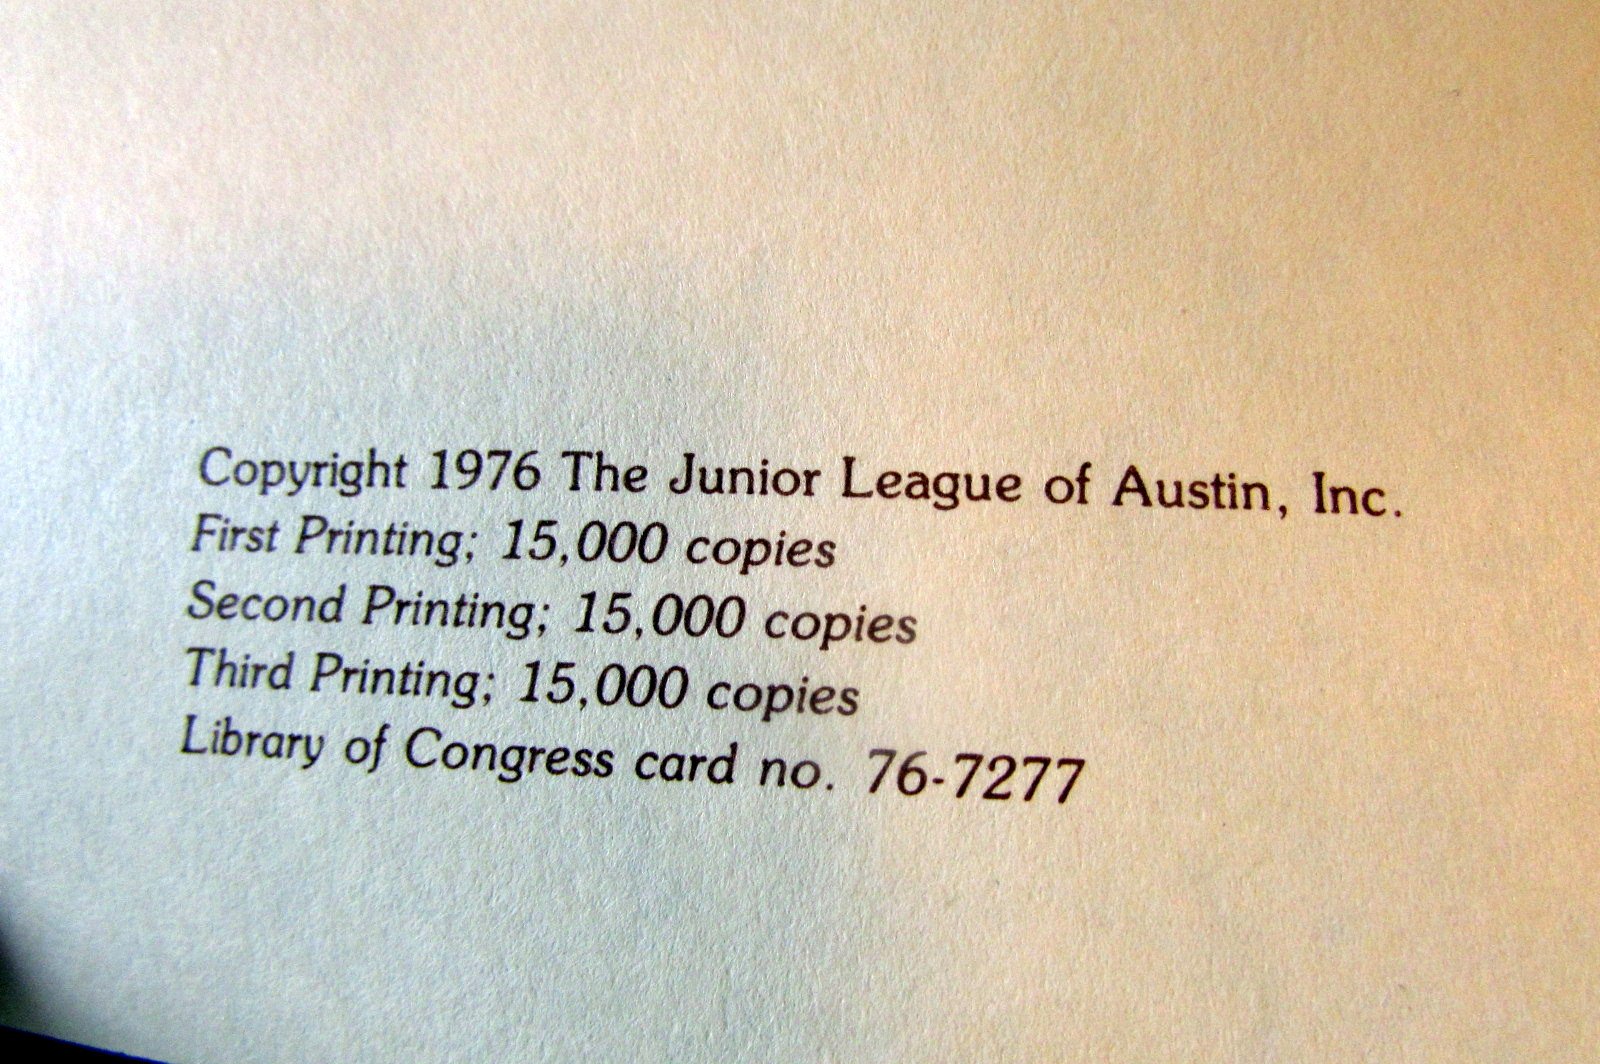 Copyright 1976 The Junior League of Austin, Inc.
First Printing; 15,000 copies
Second Printing; 15,000 copies
Third Printing; 15,000 copies
Library of Congress card no. 76-7277